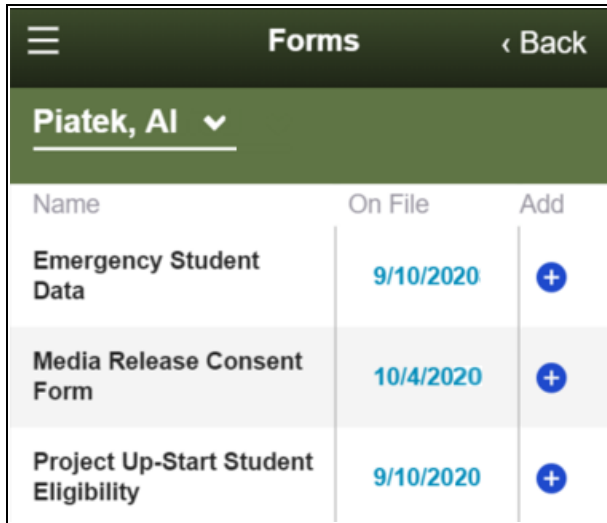 Forms
‹ Back
Piatek, Al
Name On File Add
Emergency Student
Data
9/10/2020
Media Release Consent
Form
10/4/2020
Project Up-Start Student
Eligibility
9/10/2020